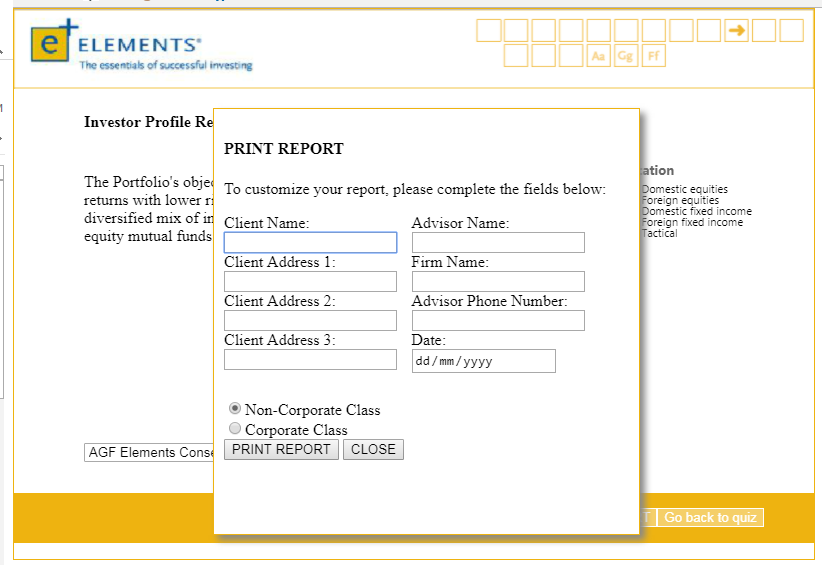 e+
ELEMENTS®
The essentials of successful investing
➔
Aa Gg Ff
Investor Profile Re
PRINT REPORT
The Portfolio's objec
returns with lower ri
diversified mix of in
equity mutual funds
To customize your report, please complete the fields below:
Client Name:
Advisor Name:
Client Address 1:
Firm Name:
Client Address 2:
Advisor Phone Number:
Client Address 3:
Date:
dd/mm/yyyy
Non-Corporate Class
Corporate Class
PRINT REPORT
CLOSE
ation
Domestic equities
Foreign equities
Domestic fixed income
Foreign fixed income
Tactical
AGF Elements Conse
T
Go back to quiz